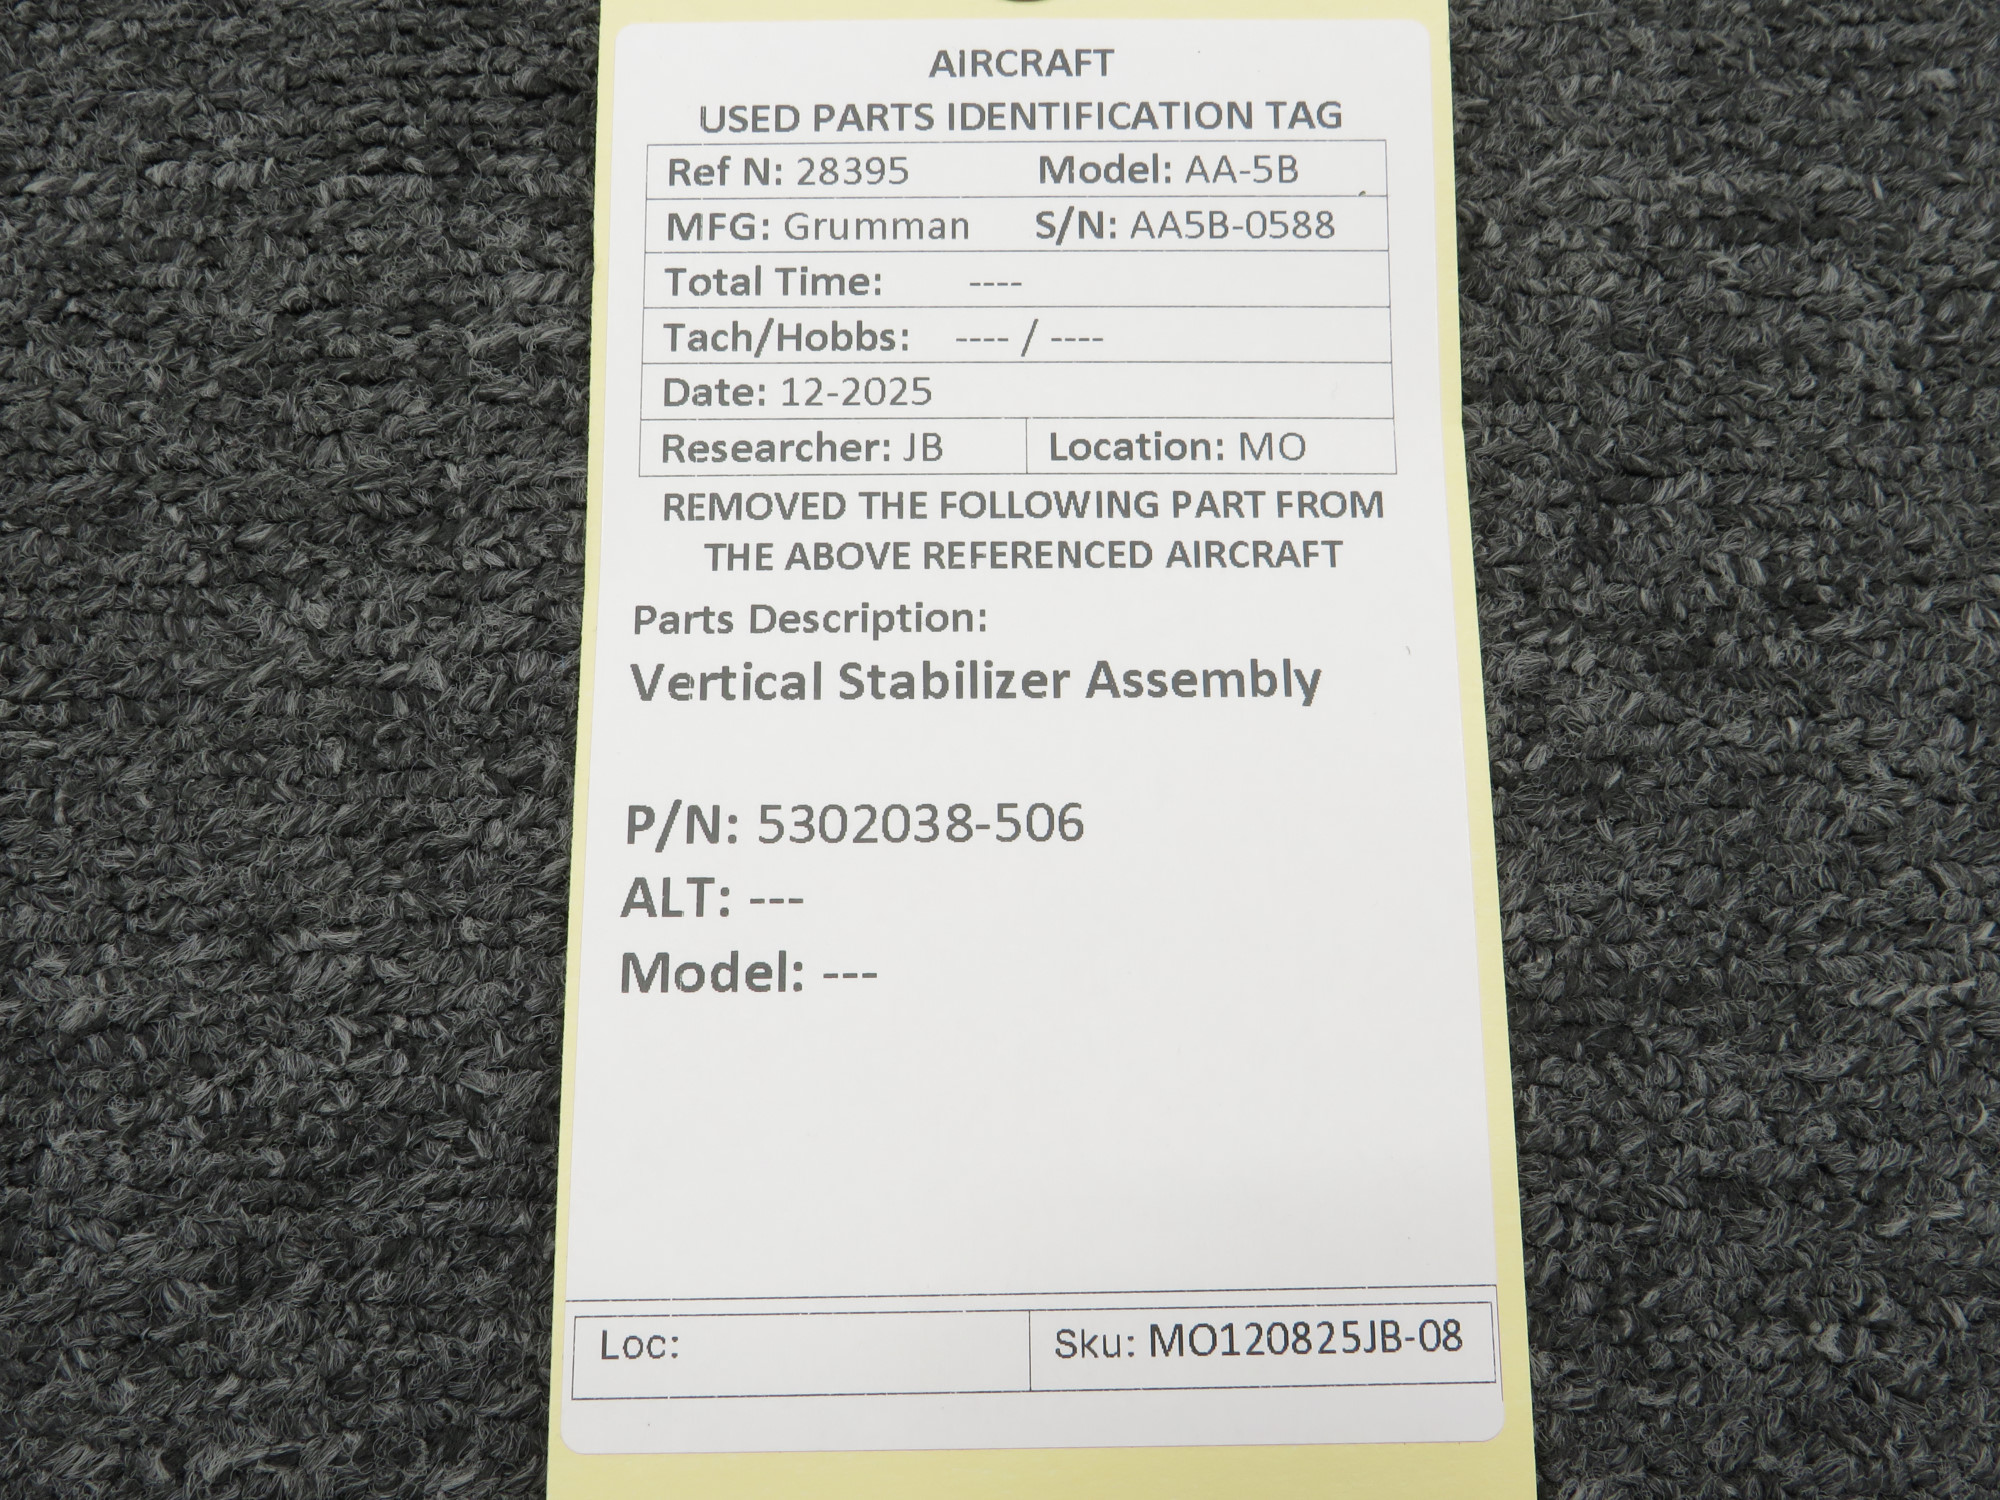 AIRCRAFT
USED PARTS IDENTIFICATION TAG
Ref N: 28395 Model: AA-5B
MFG: Grumman S/N: AA5B-0588
Total Time: ----
Tach/Hobbs: ---- / ----
Date: 12-2025
Researcher: JB Location: MO
REMOVED THE FOLLOWING PART FROM
THE ABOVE REFERENCED AIRCRAFT
Parts Description:
Vertical Stabilizer Assembly
P/N: 5302038-506
ALT: ---
Model: ---
Loc: Sku: MO120825JB-08